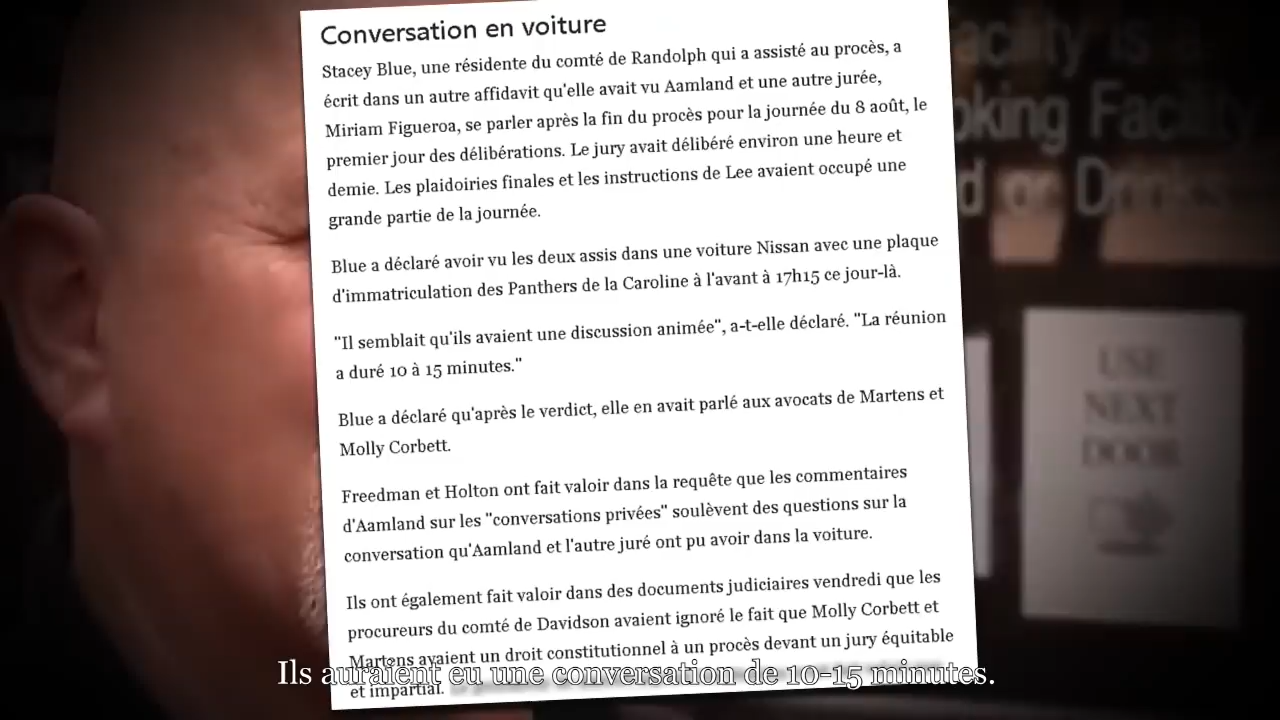 Conversation en voiture
Stacey Blue, une résidente du comté de Randolph qui a assisté au procès, a
écrit dans un autre affidavit qu'elle avait vu Aamland et une autre jurée,
Miriam Figueroa, se parler après la fin du procès pour la journée du 8 août, le
premier jour des délibérations. Le jury avait délibéré environ une heure et
demie. Les plaidoiries finales et les instructions de Lee avaient occupé une
grande partie de la journée.
Blue a déclaré avoir vu les deux assis dans une voiture Nissan avec une plaque
d'immatriculation des Panthers de la Caroline à l'avant à 17h15 ce jour-là.
"Il semblait qu'ils avaient une discussion animée", a-t-elle déclaré. "La réunion
a duré 10 à 15 minutes."
Blue a déclaré qu'après le verdict, elle en avait parlé aux avocats de Martens et
Molly Corbett.
Freedman et Holton ont fait valoir dans la requête que les commentaires
d'Aamland sur les "conversations privées" soulèvent des questions sur la
conversation qu'Aamland et l'autre juré ont pu avoir dans la voiture.
Ils ont également fait valoir dans des documents judiciaires vendredi que les
procureurs du comté de Davidson avaient ignoré le fait que Molly Corbett et
Martens avaient un droit constitutionnel à un procès devant un jury équitable
et impartial.
Ils auraient eu une conversation de 10-15 minutes.
acility is a
oking Facility
d or Drinks
USE
NEXT
DOOR